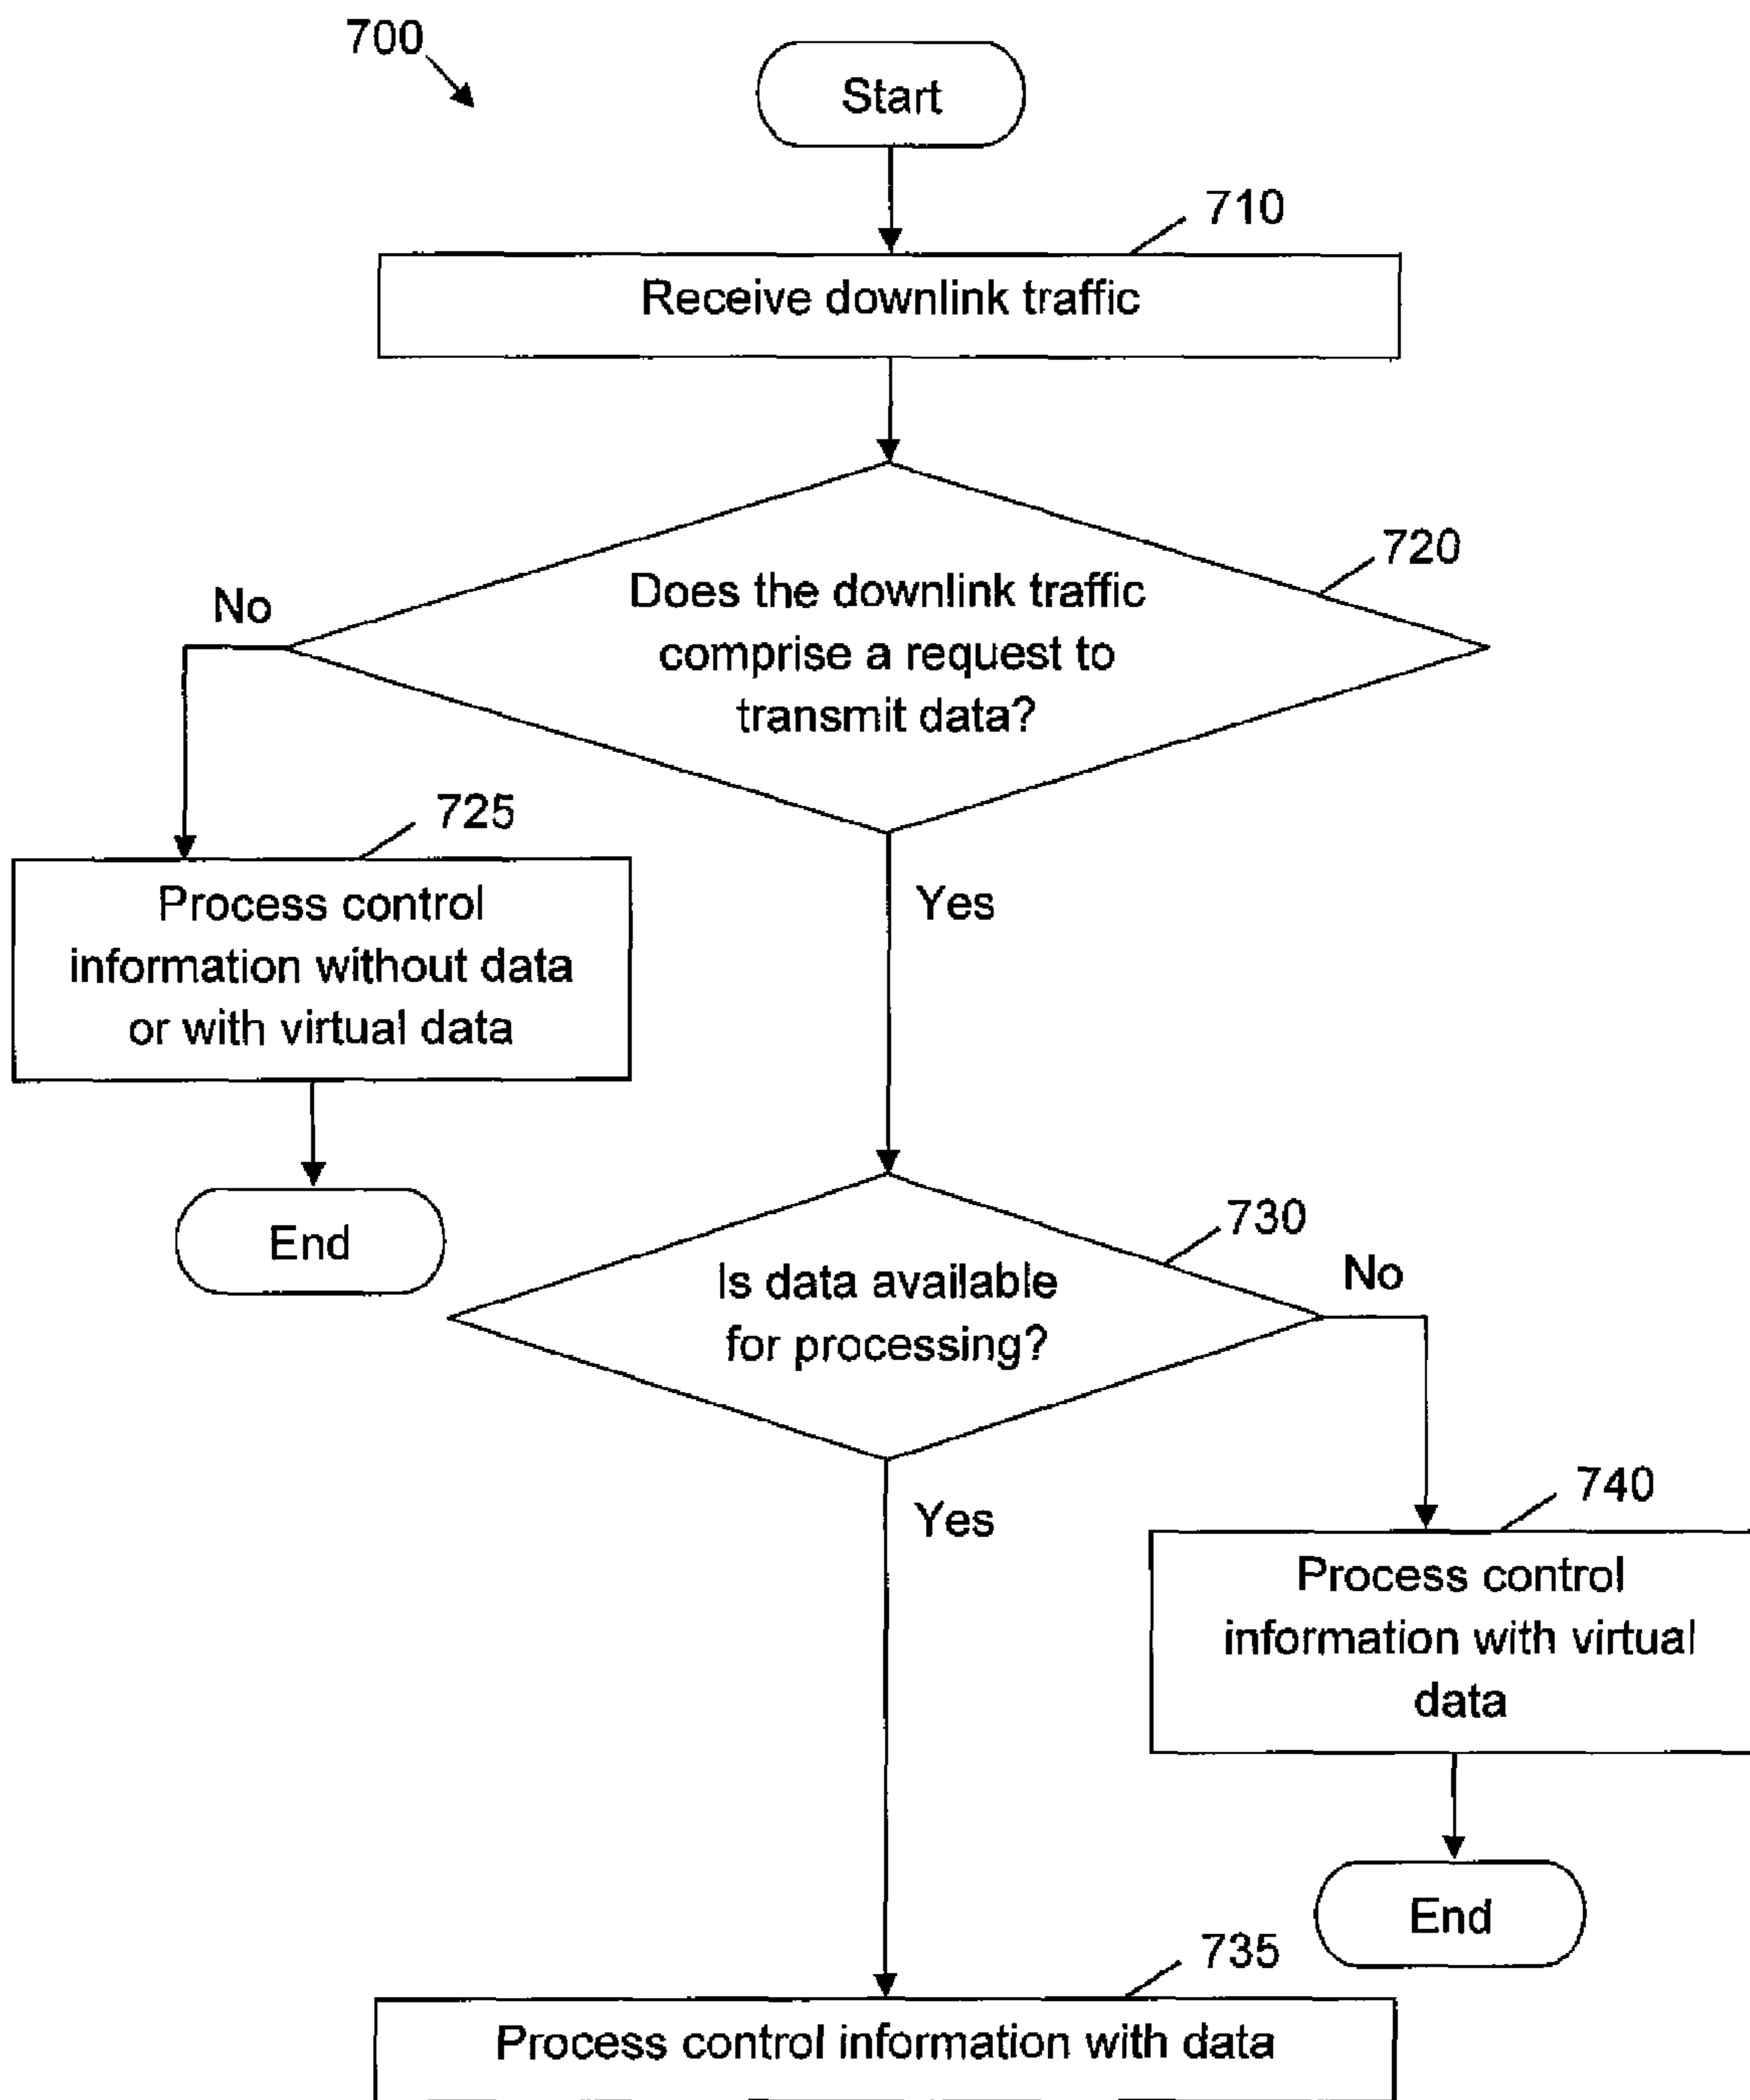 700
Start
710
Receive downlink traffic
720
Does the downlink traffic
comprise a request to
transmit data?
No
725
Process control
information without data
or with virtual data
Yes
End
730
Is data available
for processing?
No
Yes
740
Process control
information with virtual
data
End
735
Process control information with data